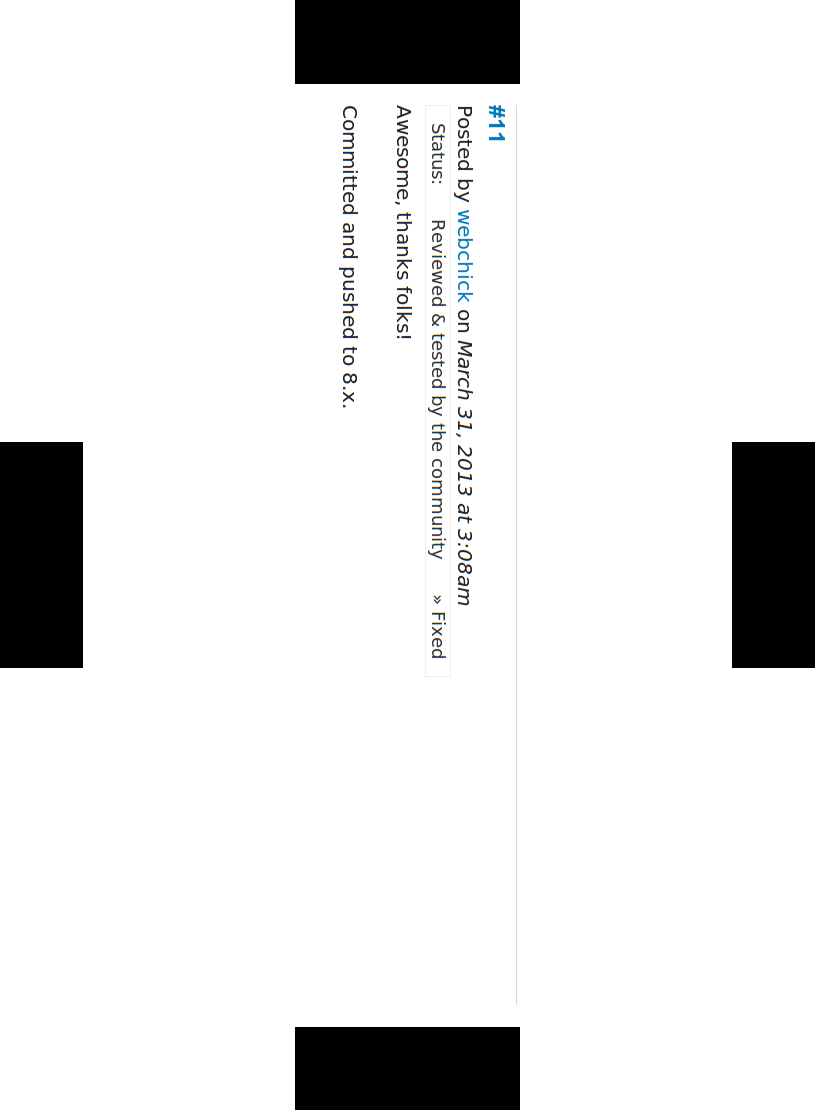 #11
Posted by webchick on March 31, 2013 at 3:08am
Status: Reviewed & tested by the community » Fixed
Awesome, thanks folks!
Committed and pushed to 8.x.